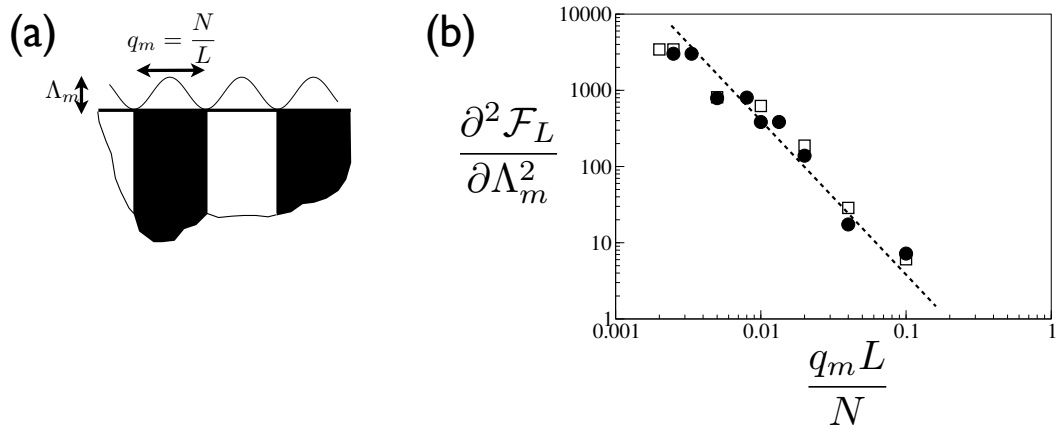 (a)
q_m = N/L
Λ_m
(b)
∂²𝓕_L / ∂Λ_m²
10000
1000
100
10
1
0.001 0.01 0.1 1
q_m L / N